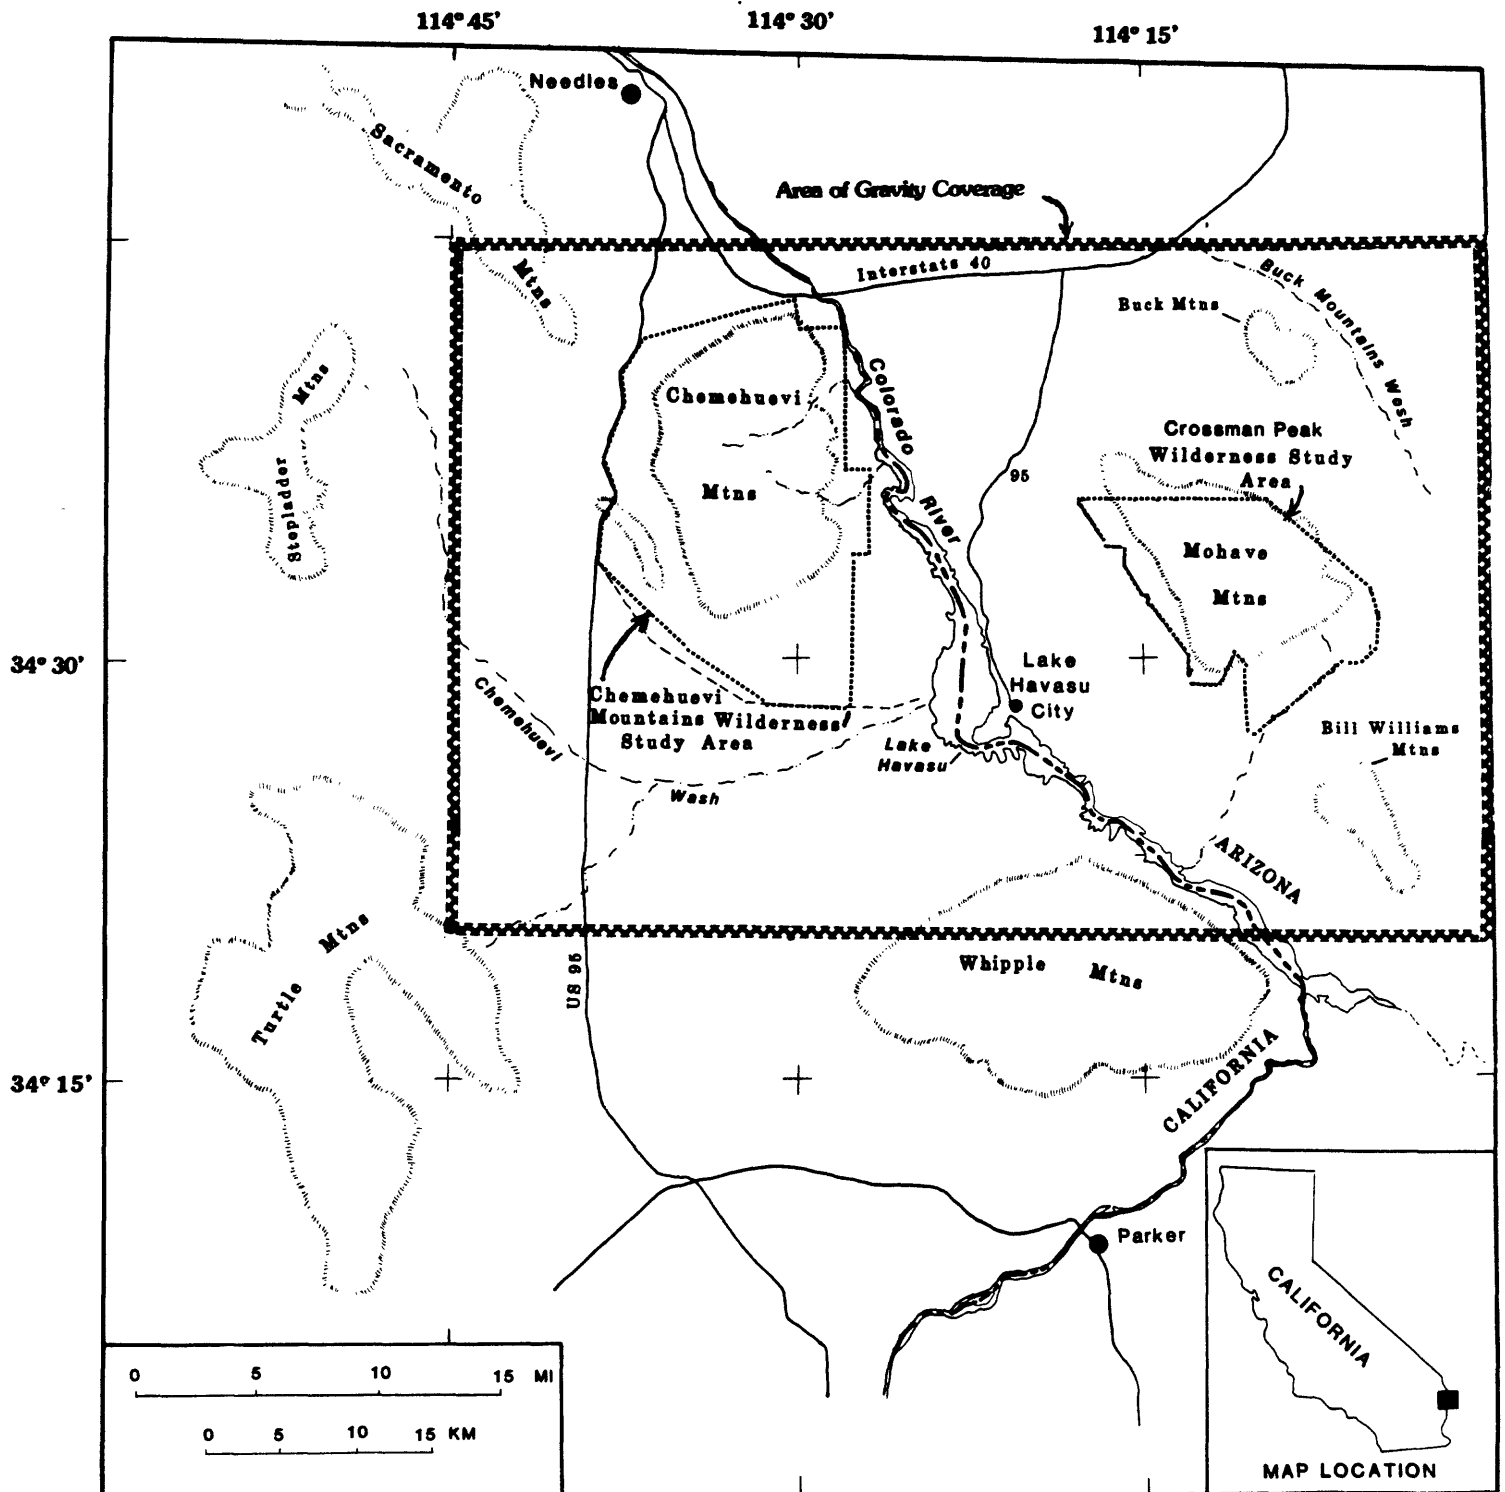 114° 45'
114° 30'
114° 15'
Needles
Sacramento
Mtns
Area of Gravity Coverage
Interstats 40
Buck Mountains Wash
Buck Mtns
Mtns
Stepladder
Chemehuevi
Mtns
Colorado
River
95
Crossman Peak
Wilderness Study
Area
Mohave
Mtns
34° 30'
Lake
Havasu
City
Chemehuevi
Wash
Chemehuevi
Mountains Wilderness
Study Area
Lake
Havasu
Bill Williams
Mtns
ARIZONA
Turtle
Mtns
US 95
Whipple Mtns
CALIFORNIA
34° 15'
Parker
0 5 10 15 MI
0 5 10 15 KM
CALIFORNIA
MAP LOCATION